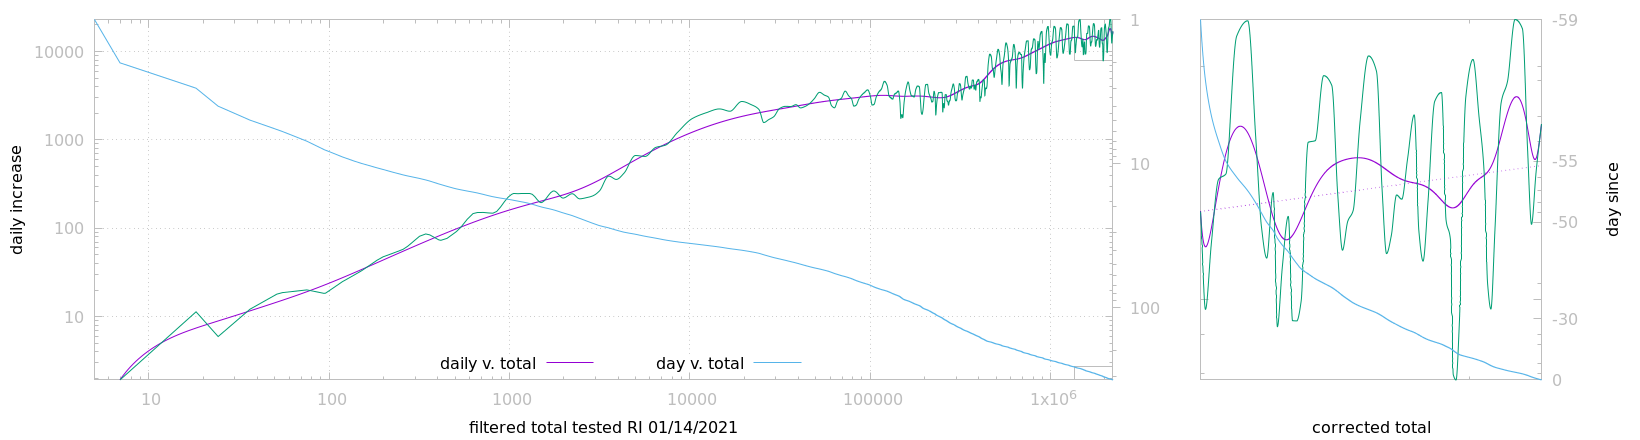 daily increase
10000
1000
100
10
10
100
1000
10000
100000
1x10^6
1
10
100
daily v. total
day v. total
filtered total tested RI 01/14/2021
-59
-55
-50
-30
0
day since
corrected total